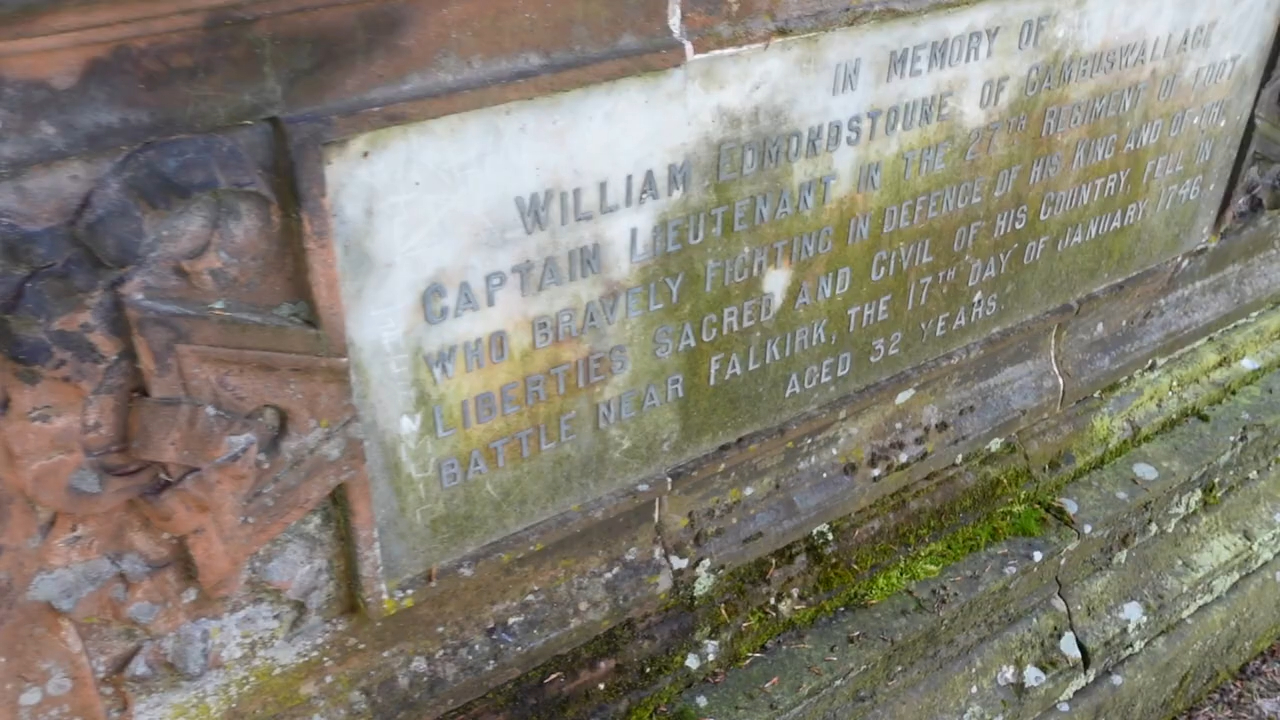 IN MEMORY OF
WILLIAM EDMONDSTOUNE OF CAMBUSWALLACE
CAPTAIN LIEUTENANT IN THE 27TH REGIMENT OF FOOT
WHO BRAVELY FIGHTING IN DEFENCE OF HIS KING AND OF THE
LIBERTIES SACRED AND CIVIL OF HIS COUNTRY, FELL IN
BATTLE NEAR FALKIRK, THE 17TH DAY OF JANUARY 1746.
AGED 32 YEARS.